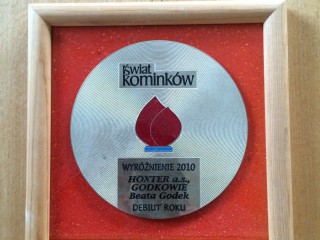 świat
kominków
WYRÓŻNIENIE 2010
HOXTER a.s.,
GODKOWIE
Beata Godek
DEBIUT ROKU